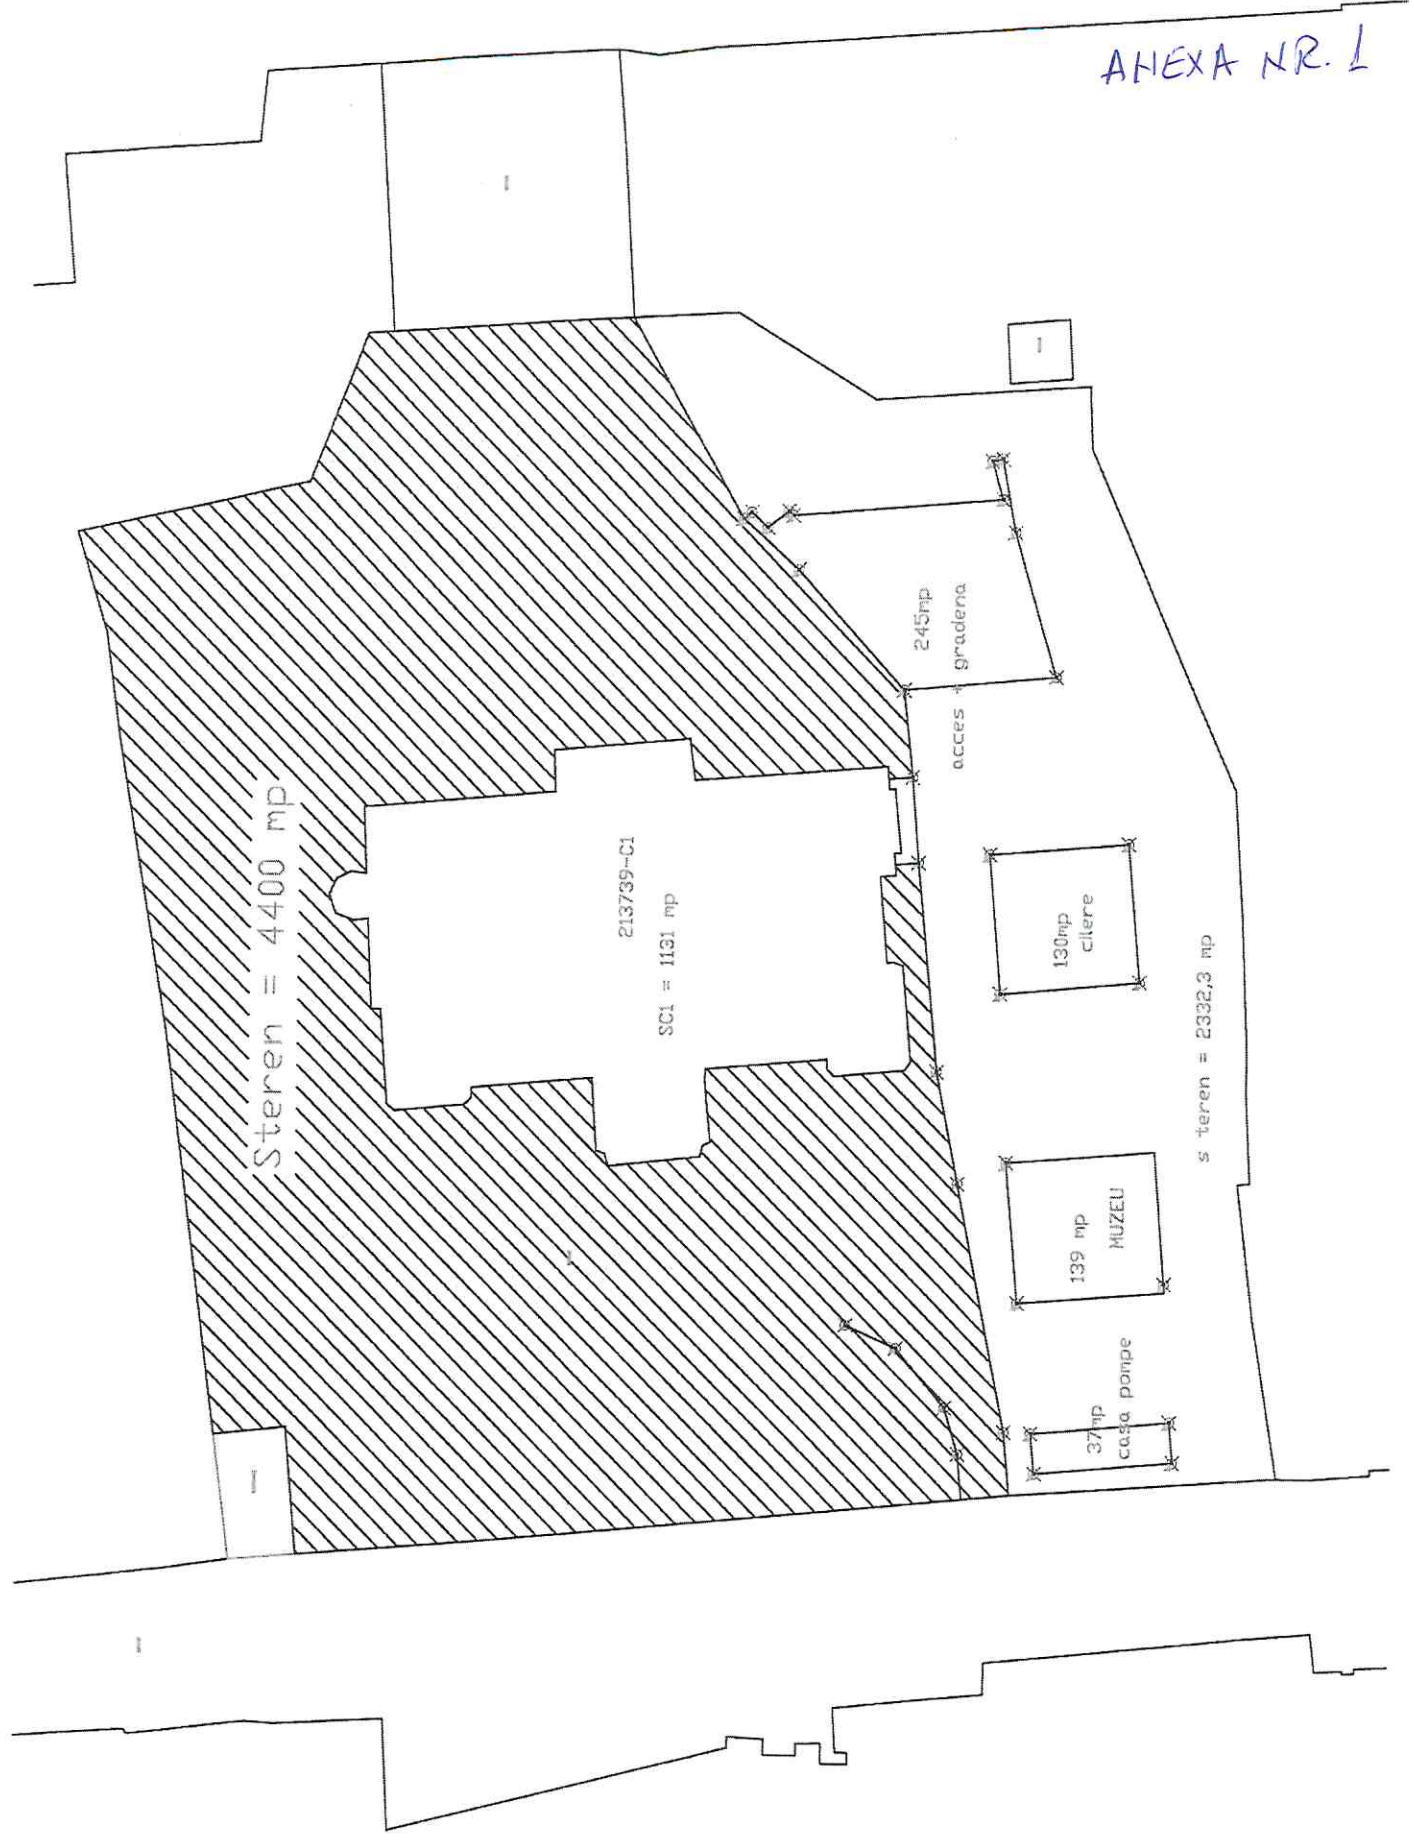 ANEXA NR. 1
Steren = 4400 mp
213739-C1
SC1 = 1131 mp
245mp
acces + gradena
130mp
cilere
s teren = 2332,3 mp
139 mp
MUZEU
37mp
casa pompe